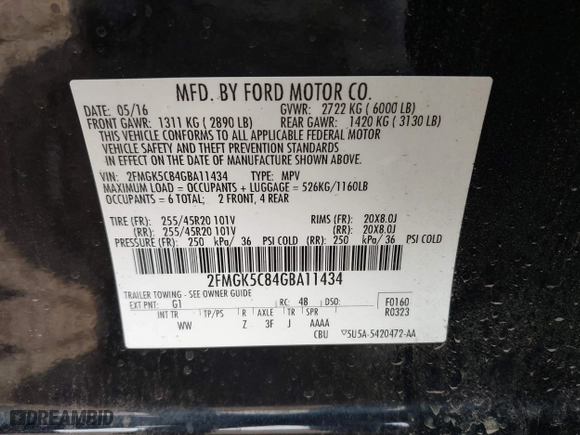 MFD. BY FORD MOTOR CO.
DATE: 05/16 GVWR: 2722 KG ( 6000 LB)
FRONT GAWR: 1311 KG ( 2890 LB) REAR GAWR: 1420 KG ( 3130 LB)
THIS VEHICLE CONFORMS TO ALL APPLICABLE FEDERAL MOTOR
VEHICLE SAFETY AND THEFT PREVENTION STANDARDS
IN EFFECT ON THE DATE OF MANUFACTURE SHOWN ABOVE.
VIN: 2FMGK5C84GBA11434 TYPE: MPV
MAXIMUM LOAD = OCCUPANTS + LUGGAGE = 526KG/1160LB
OCCUPANTS = 6 TOTAL; 2 FRONT, 4 REAR
TIRE (FR): 255/45R20 101V RIMS (FR): 20X8.0J
(RR): 255/45R20 101V (RR): 20X8.0J
PRESSURE (FR): 250 kPa/ 36 PSI COLD (RR): 250 kPa/ 36 PSI COLD
2FMGK5C84GBA11434
TRAILER TOWING - SEE OWNER GUIDE
EXT PNT: G1 RC: 48 DSO: F0160
R0323
INT TR TP/PS R AXLE TR SPR
WW Z 3F J AAAA
CBU ▽5U5A-5420472-AA
DREAMBID